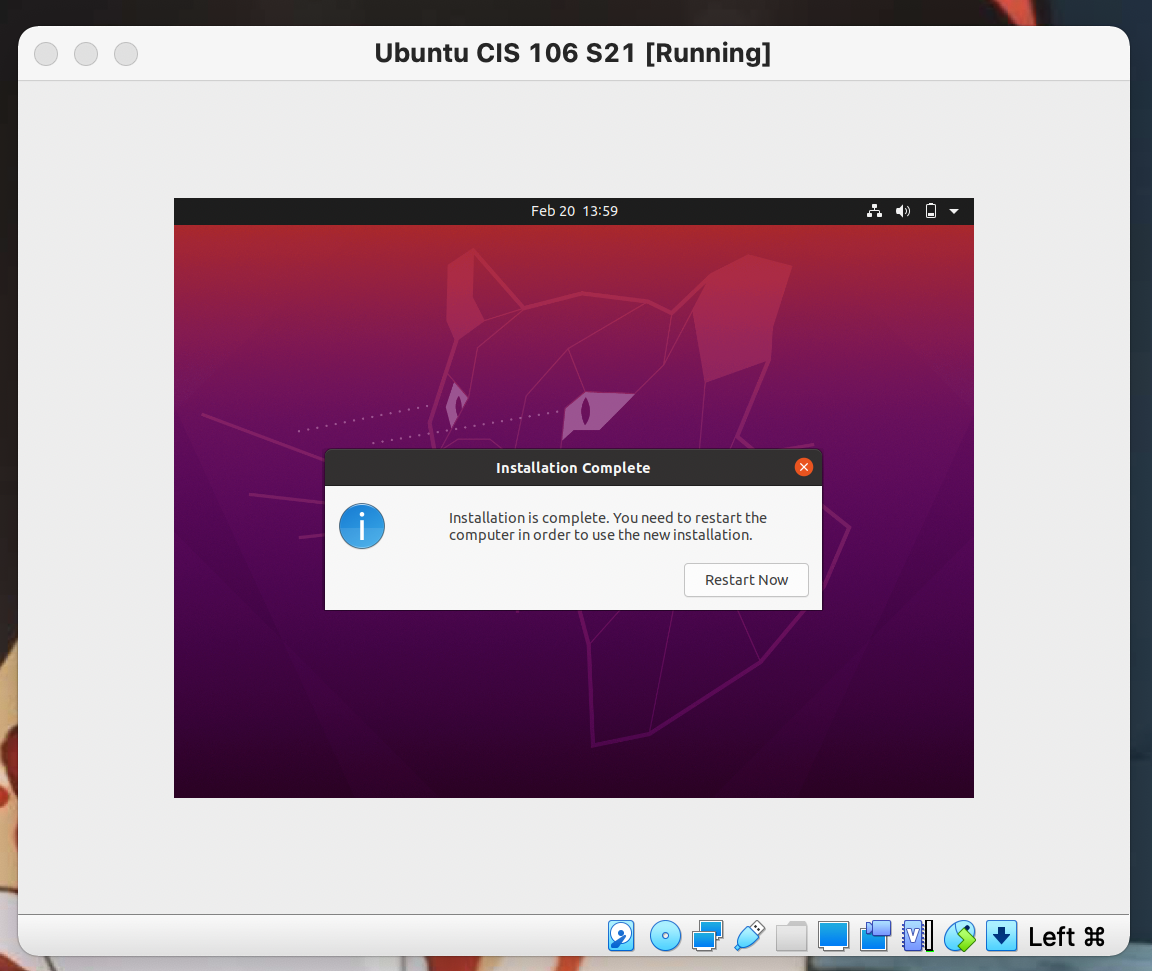 Ubuntu CIS 106 S21 [Running]
Feb 20 13:59
Installation Complete
Installation is complete. You need to restart the
computer in order to use the new installation.
Restart Now
V
Left ⌘